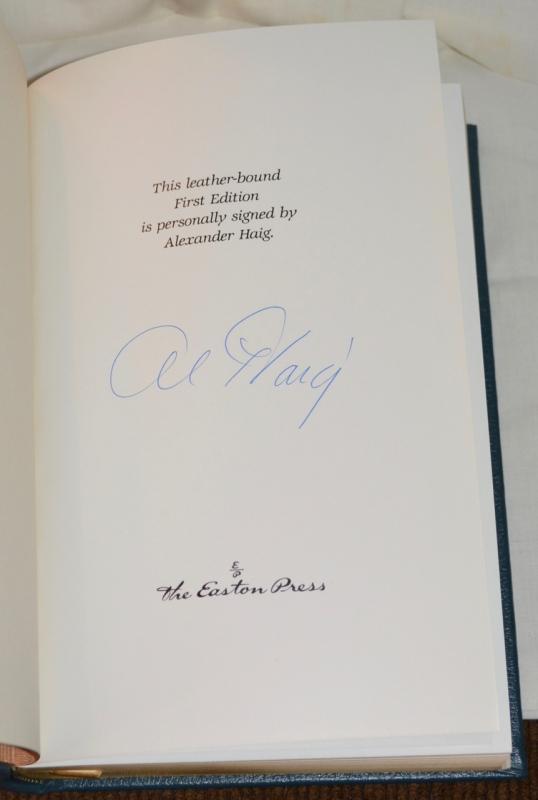 This leather-bound
First Edition
is personally signed by
Alexander Haig.
Al Haig
E
P
the Easton Press